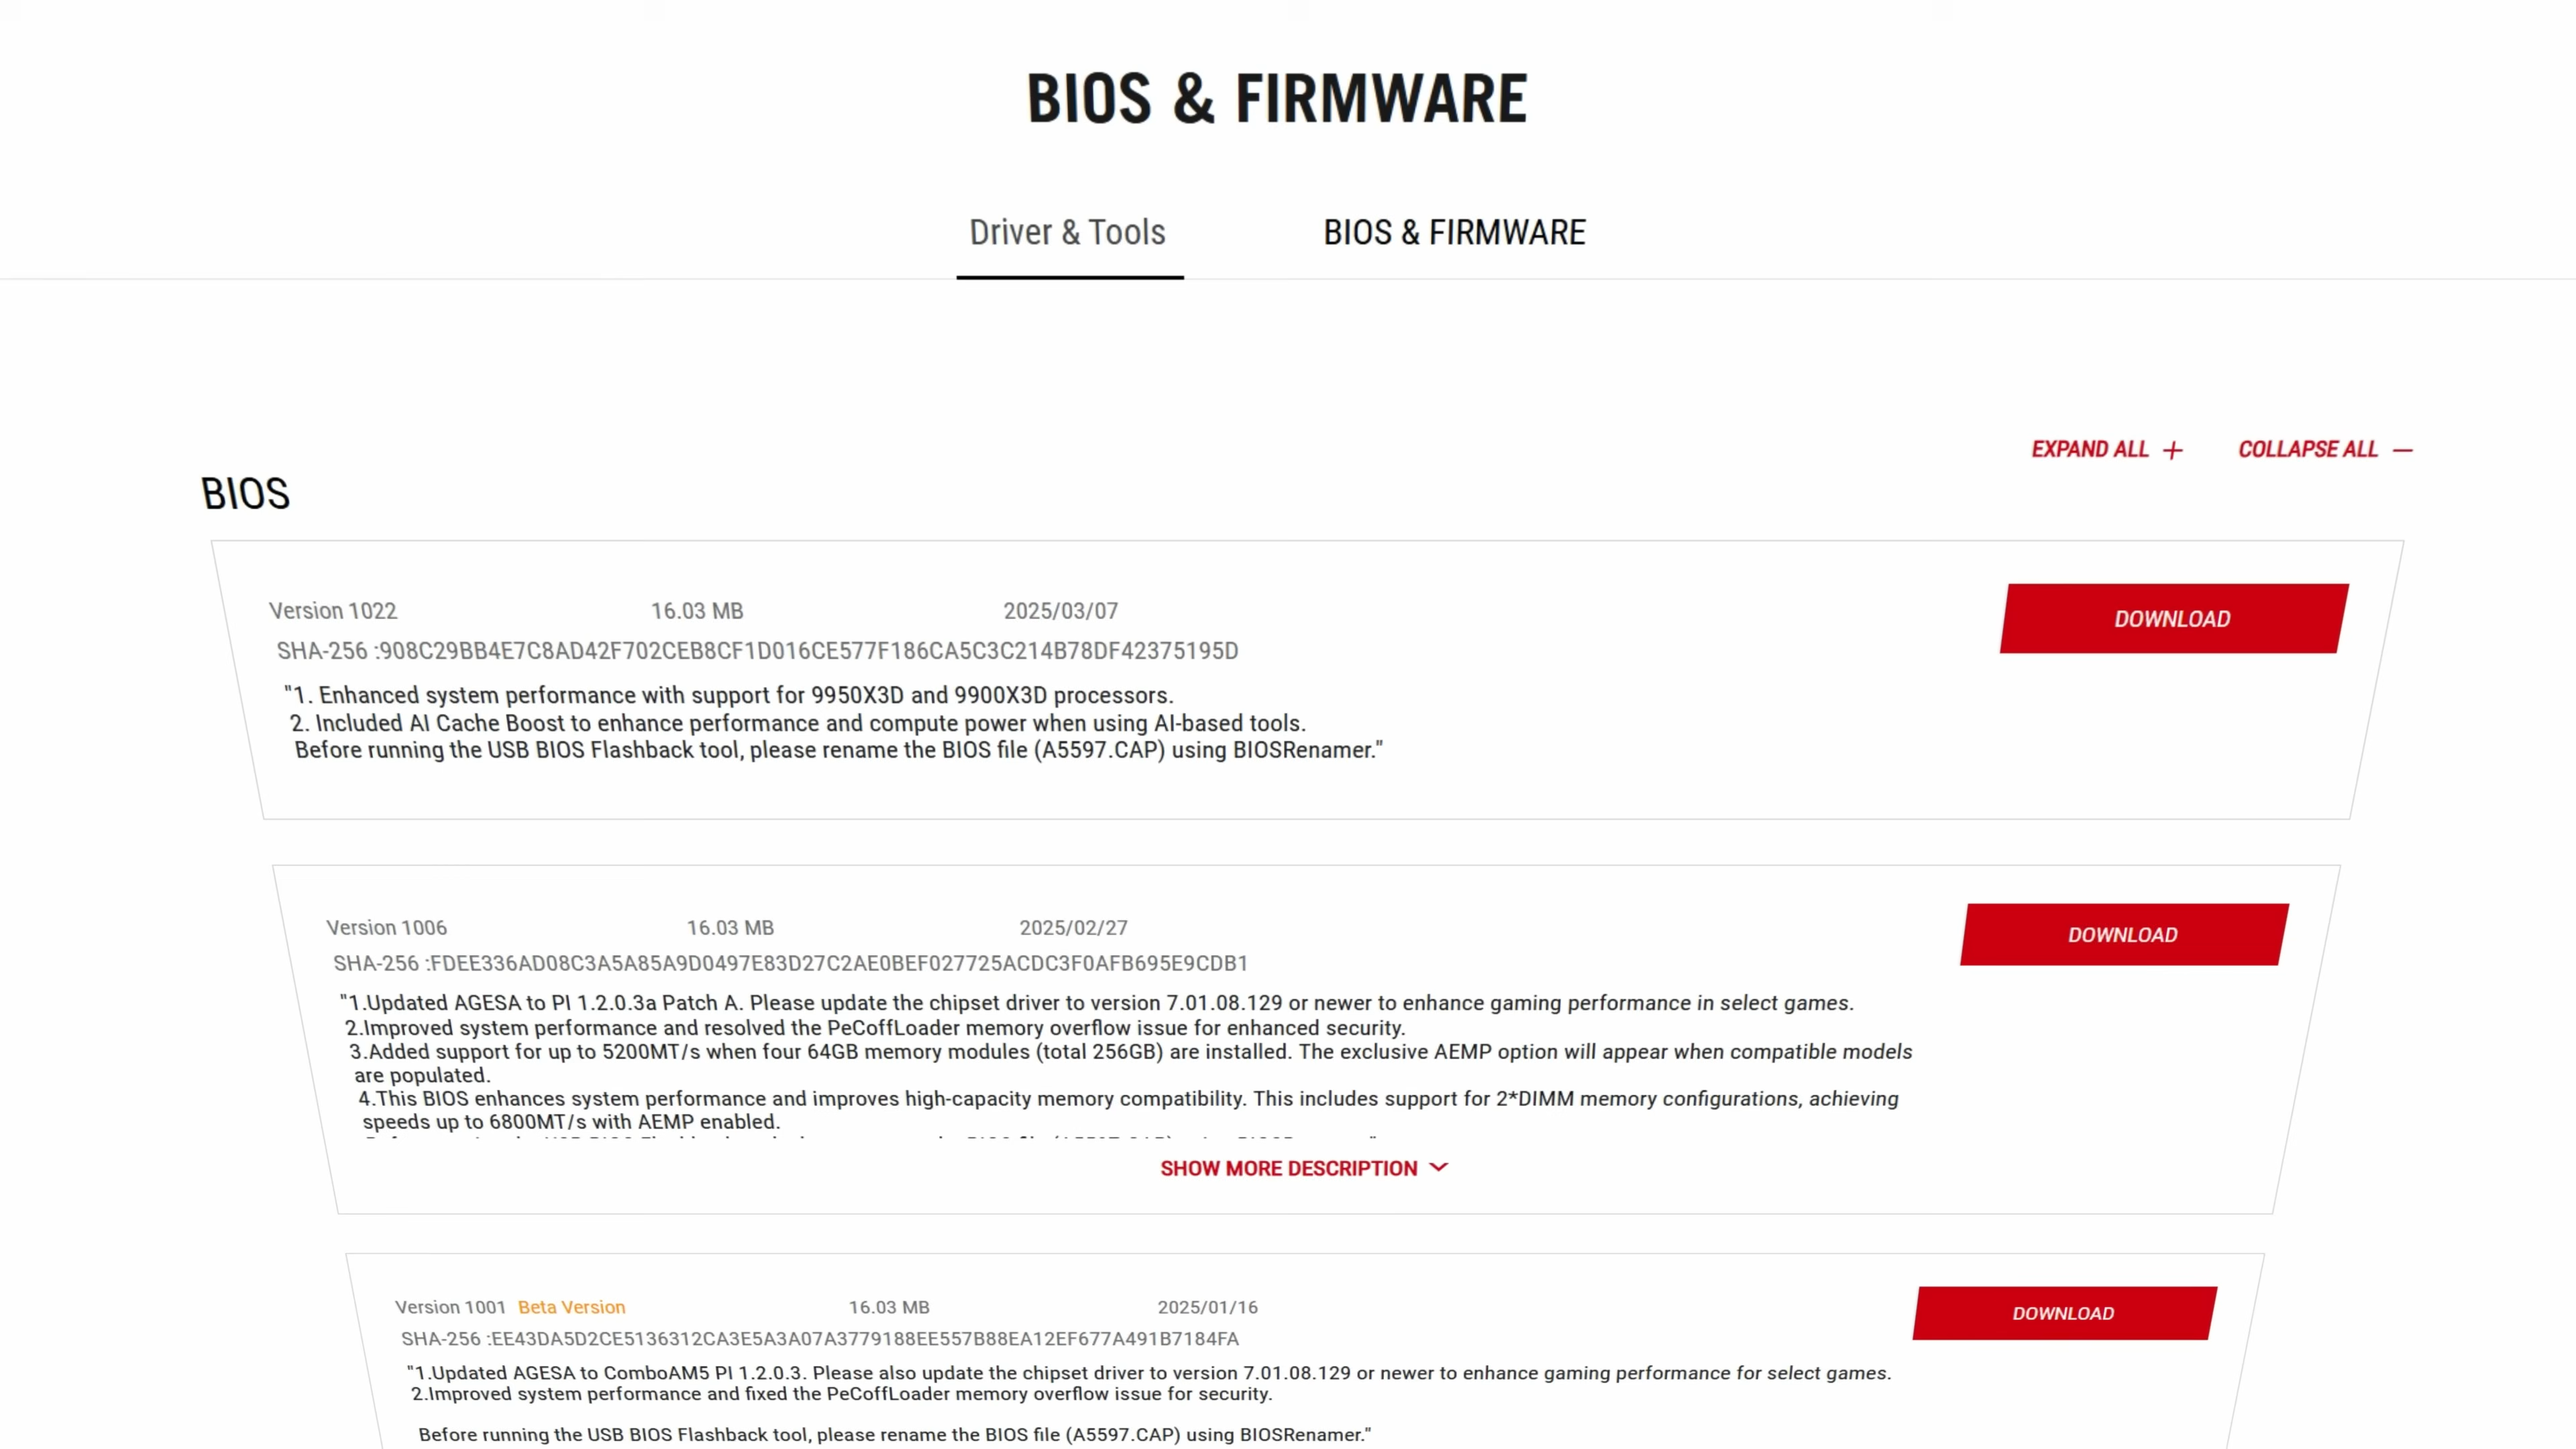 BIOS & FIRMWARE
Driver & Tools
BIOS & FIRMWARE
EXPAND ALL +
COLLAPSE ALL —
BIOS
Version 1022 16.03 MB 2025/03/07
DOWNLOAD
SHA-256 :908C29BB4E7C8AD42F702CEB8CF1D016CE577F186CA5C3C214B78DF42375195D
"1. Enhanced system performance with support for 9950X3D and 9900X3D processors.
2. Included AI Cache Boost to enhance performance and compute power when using AI-based tools.
Before running the USB BIOS Flashback tool, please rename the BIOS file (A5597.CAP) using BIOSRenamer."
Version 1006 16.03 MB 2025/02/27
DOWNLOAD
SHA-256 :FDEE336AD08C3A5A85A9D0497E83D27C2AE0BEF027725ACDC3F0AFB695E9CDB1
"1.Updated AGESA to PI 1.2.0.3a Patch A. Please update the chipset driver to version 7.01.08.129 or newer to enhance gaming performance in select games.
2.Improved system performance and resolved the PeCoffLoader memory overflow issue for enhanced security.
3.Added support for up to 5200MT/s when four 64GB memory modules (total 256GB) are installed. The exclusive AEMP option will appear when compatible models
are populated.
4.This BIOS enhances system performance and improves high-capacity memory compatibility. This includes support for 2*DIMM memory configurations, achieving
speeds up to 6800MT/s with AEMP enabled.
SHOW MORE DESCRIPTION
Version 1001 Beta Version 16.03 MB 2025/01/16
DOWNLOAD
SHA-256 :EE43DA5D2CE5136312CA3E5A3A07A3779188EE557B88EA12EF677A491B7184FA
"1.Updated AGESA to ComboAM5 PI 1.2.0.3. Please also update the chipset driver to version 7.01.08.129 or newer to enhance gaming performance for select games.
2.Improved system performance and fixed the PeCoffLoader memory overflow issue for security.
Before running the USB BIOS Flashback tool, please rename the BIOS file (A5597.CAP) using BIOSRenamer."